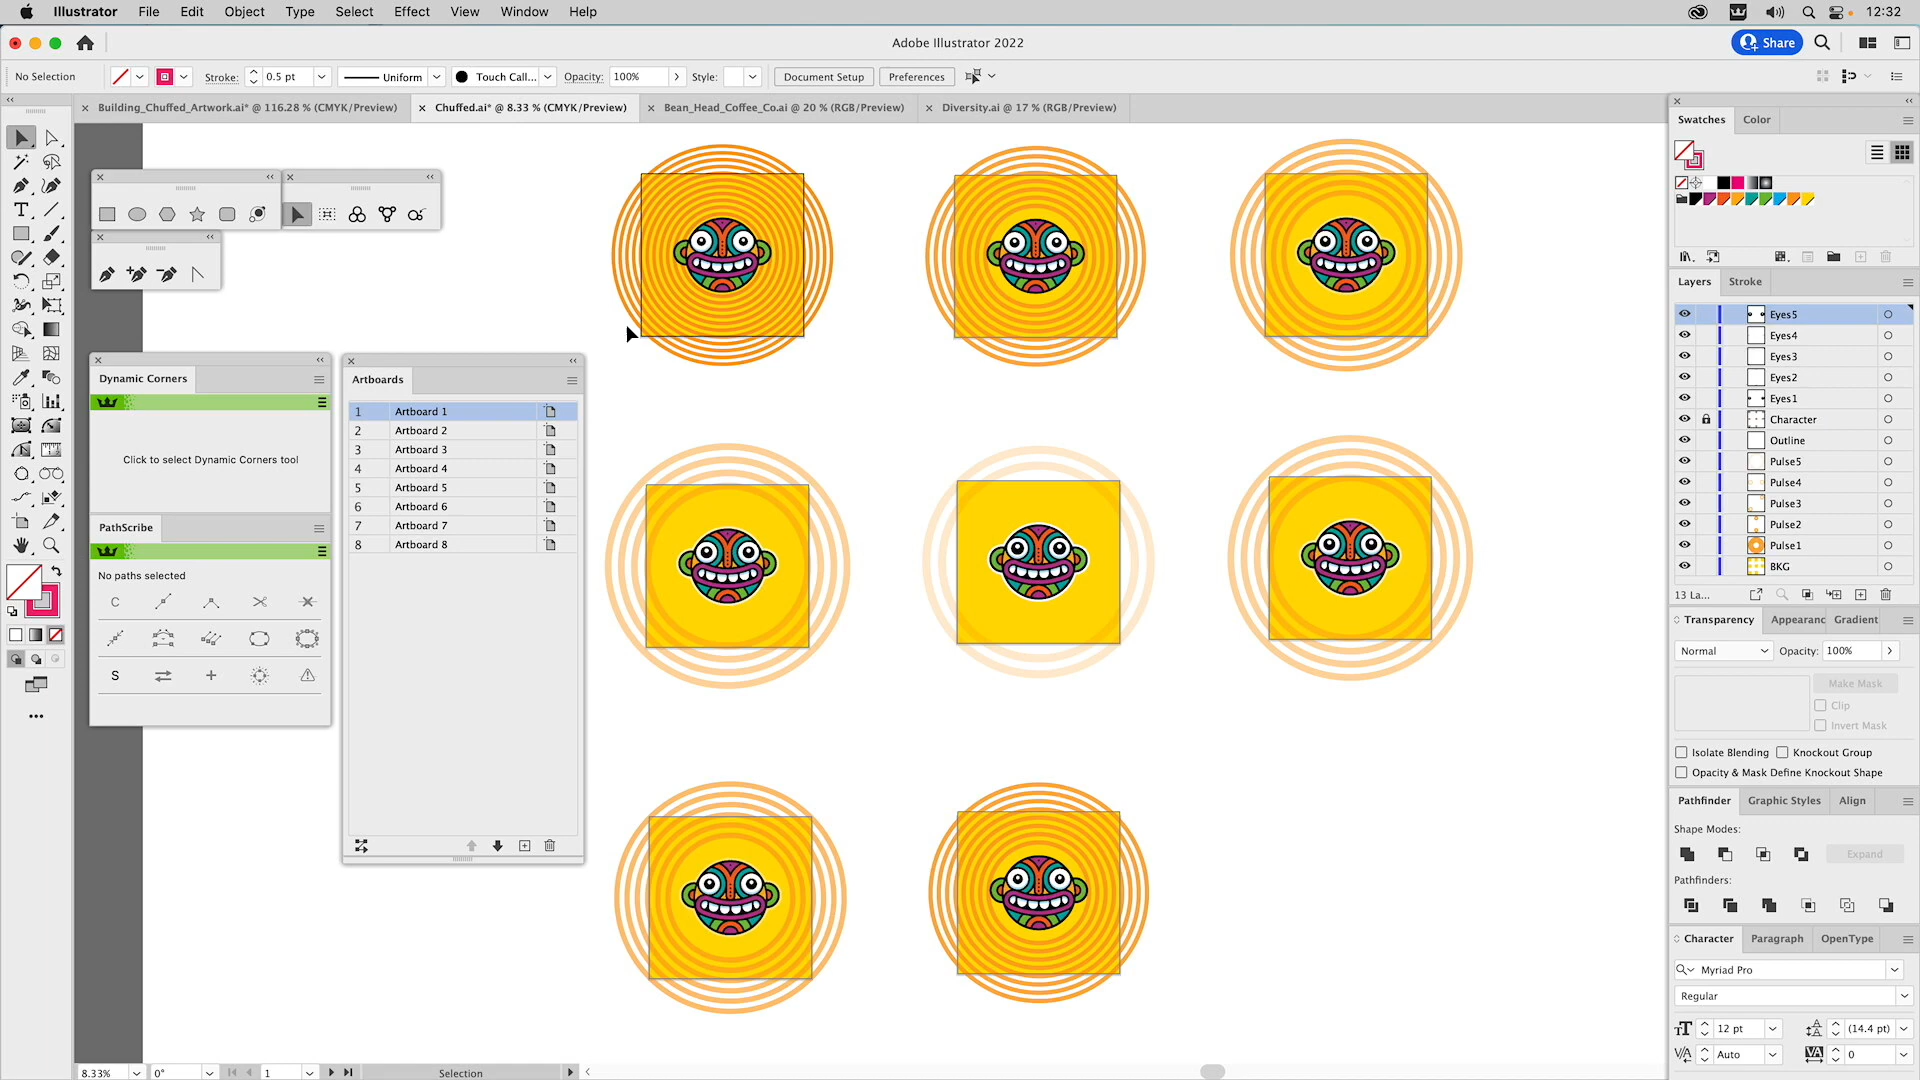 Illustrator File Edit Object Type Select Effect View Window Help 12:32
Adobe Illustrator 2022
Share
No Selection Stroke: 0.5 pt Uniform Touch Call... Opacity: 100% Style: Document Setup Preferences
Building_Chuffed_Artwork.ai* @ 116.28 % (CMYK/Preview)
Chuffed.ai* @ 8.33 % (CMYK/Preview)
Bean_Head_Coffee_Co.ai @ 20 % (RGB/Preview)
Diversity.ai @ 17 % (RGB/Preview)
Dynamic Corners
Click to select Dynamic Corners tool
PathScribe
No paths selected
Artboards
1 Artboard 1
2 Artboard 2
3 Artboard 3
4 Artboard 4
5 Artboard 5
6 Artboard 6
7 Artboard 7
8 Artboard 8
Swatches Color
Layers Stroke
Eyes5
Eyes4
Eyes3
Eyes2
Eyes1
Character
Outline
Pulse5
Pulse4
Pulse3
Pulse2
Pulse1
BKG
13 La...
Transparency Appearanc Gradient
Normal Opacity: 100%
Make Mask
Clip
Invert Mask
Isolate Blending Knockout Group
Opacity & Mask Define Knockout Shape
Pathfinder Graphic Styles Align
Shape Modes:
Expand
Pathfinders:
Character Paragraph OpenType
Myriad Pro
Regular
12 pt (14.4 pt)
Auto 0
8.33% 0° 1 Selection